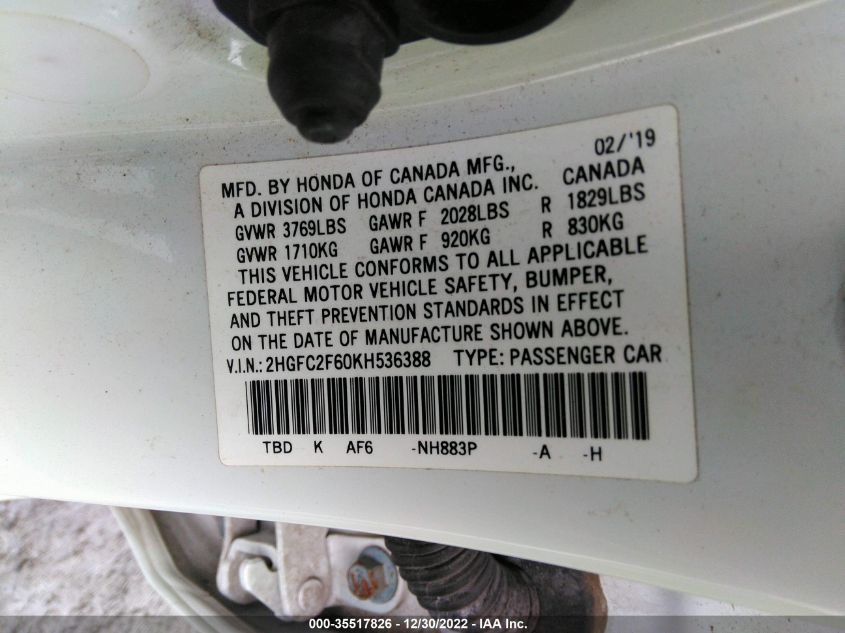 02/'19
MFD. BY HONDA OF CANADA MFG.,
A DIVISION OF HONDA CANADA INC. CANADA
GVWR 3769LBS GAWR F 2028LBS R 1829LBS
GVWR 1710KG GAWR F 920KG R 830KG
THIS VEHICLE CONFORMS TO ALL APPLICABLE
FEDERAL MOTOR VEHICLE SAFETY, BUMPER,
AND THEFT PREVENTION STANDARDS IN EFFECT
ON THE DATE OF MANUFACTURE SHOWN ABOVE.
V.I.N.: 2HGFC2F60KH536388 TYPE: PASSENGER CAR
TBD K AF6 -NH883P -A -H
000-35517826 - 12/30/2022 - IAA Inc.